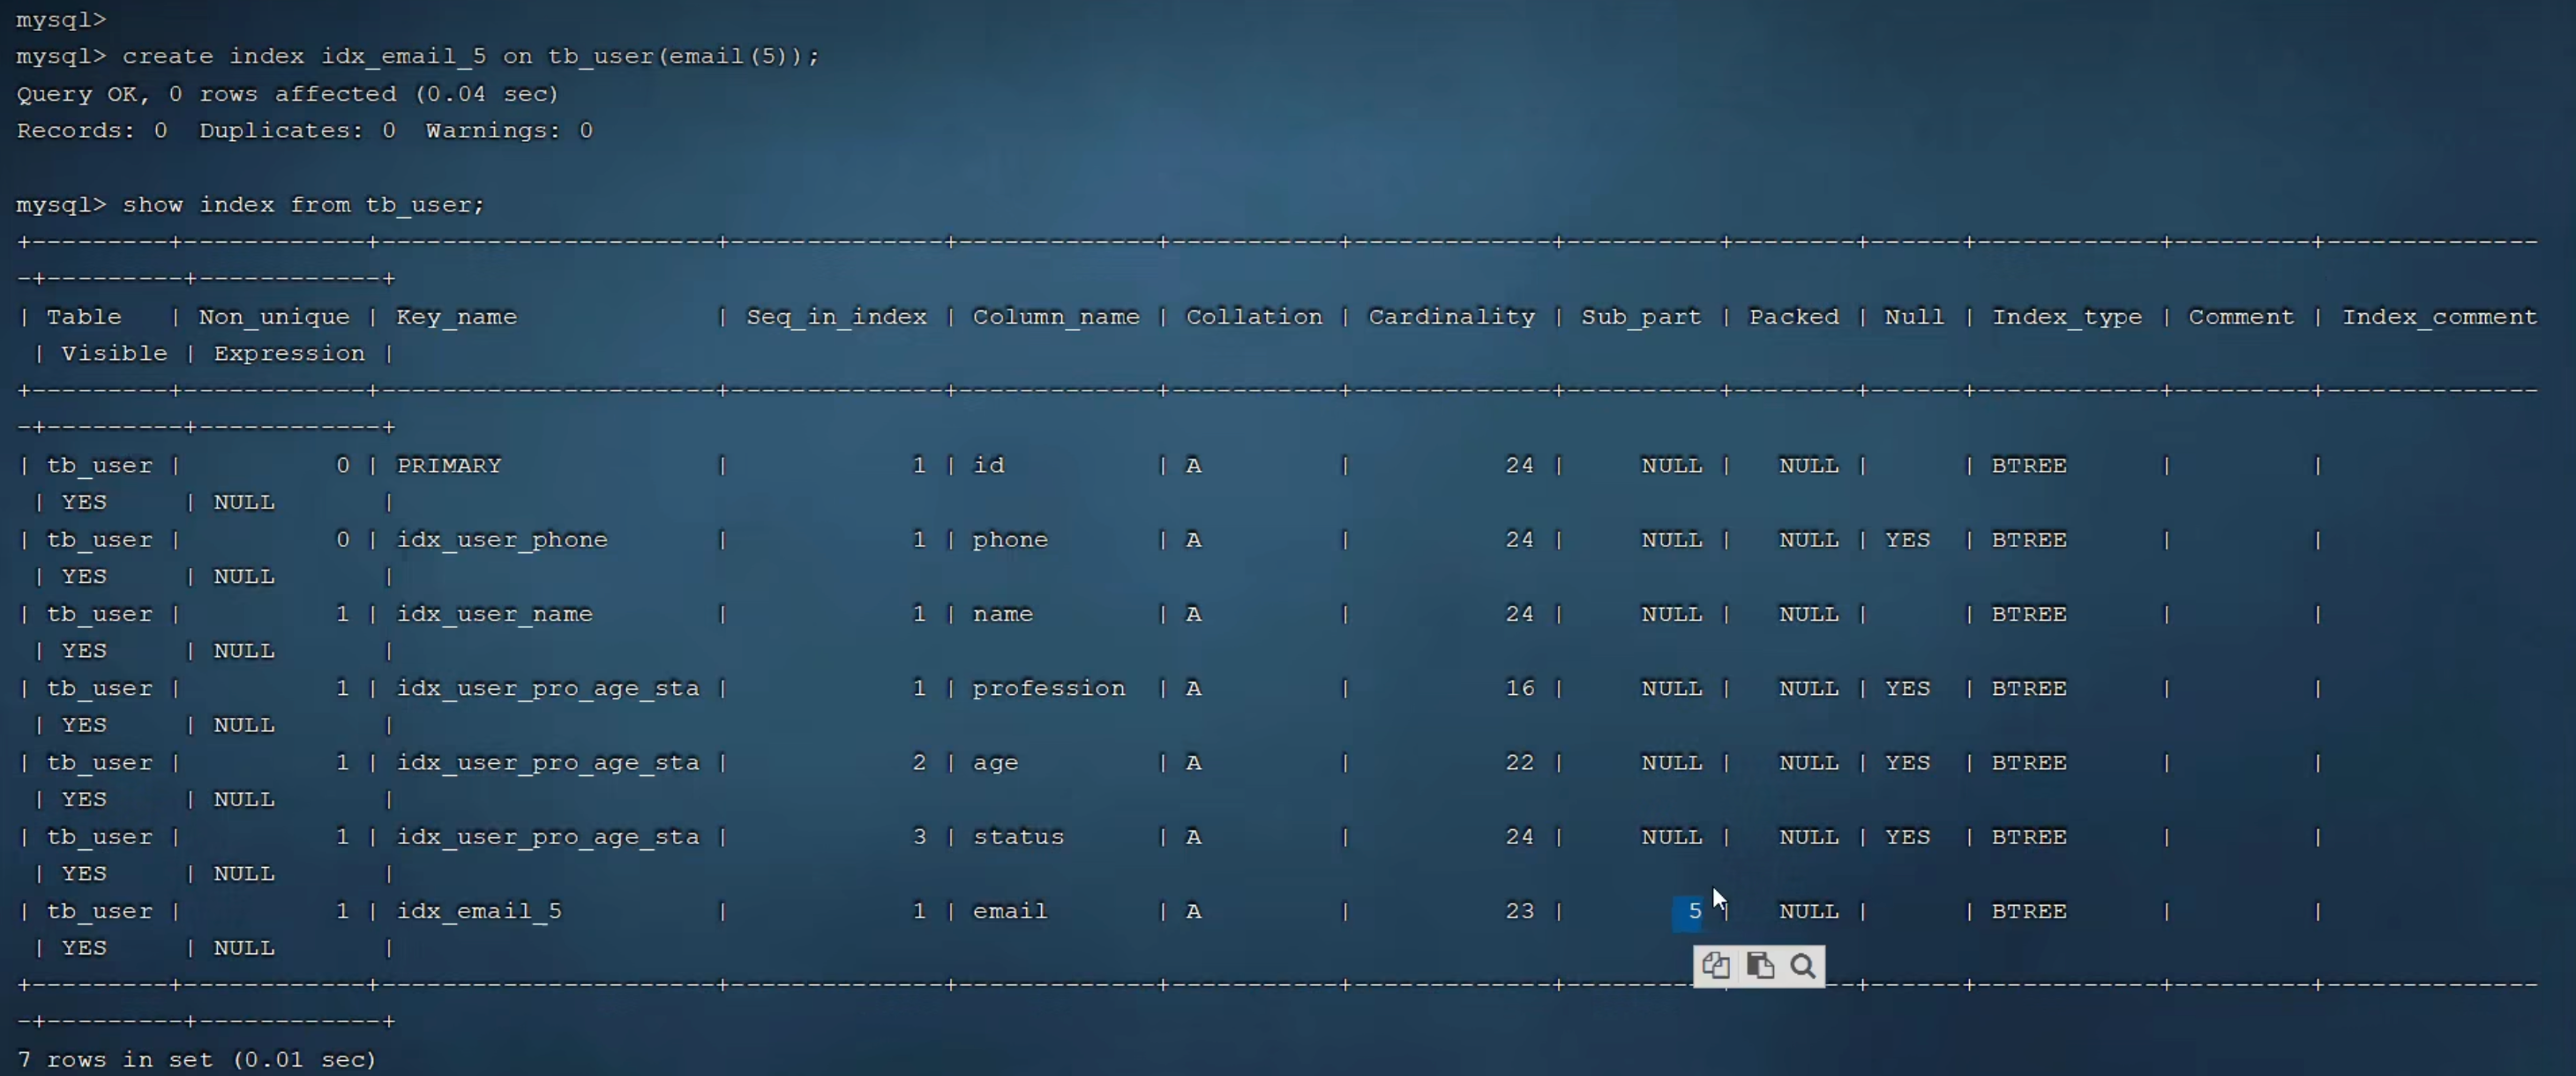 mysql>
mysql> create index idx_email_5 on tb_user(email(5));
Query OK, 0 rows affected (0.04 sec)
Records: 0  Duplicates: 0  Warnings: 0

mysql> show index from tb_user;
+---------+------------+----------------------+--------------+-------------+-----------+-------------+----------+--------+------+------------+---------+--------------
-+---------+------------+
| Table   | Non_unique | Key_name             | Seq_in_index | Column_name | Collation | Cardinality | Sub_part | Packed | Null | Index_type | Comment | Index_comment
 | Visible | Expression |
+---------+------------+----------------------+--------------+-------------+-----------+-------------+----------+--------+------+------------+---------+--------------
-+---------+------------+
| tb_user |          0 | PRIMARY              |            1 | id          | A         |          24 |     NULL |   NULL |      | BTREE      |         |
 | YES     | NULL       |
| tb_user |          0 | idx_user_phone       |            1 | phone       | A         |          24 |     NULL |   NULL | YES  | BTREE      |         |
 | YES     | NULL       |
| tb_user |          1 | idx_user_name        |            1 | name        | A         |          24 |     NULL |   NULL |      | BTREE      |         |
 | YES     | NULL       |
| tb_user |          1 | idx_user_pro_age_sta |            1 | profession  | A         |          16 |     NULL |   NULL | YES  | BTREE      |         |
 | YES     | NULL       |
| tb_user |          1 | idx_user_pro_age_sta |            2 | age         | A         |          22 |     NULL |   NULL | YES  | BTREE      |         |
 | YES     | NULL       |
| tb_user |          1 | idx_user_pro_age_sta |            3 | status      | A         |          24 |     NULL |   NULL | YES  | BTREE      |         |
 | YES     | NULL       |
| tb_user |          1 | idx_email_5          |            1 | email       | A         |          23 |        5 |   NULL |      | BTREE      |         |
 | YES     | NULL       |
+---------+------------+----------------------+--------------+-------------+-----------+-------------+----------+--------+------+------------+---------+--------------
-+---------+------------+
7 rows in set (0.01 sec)